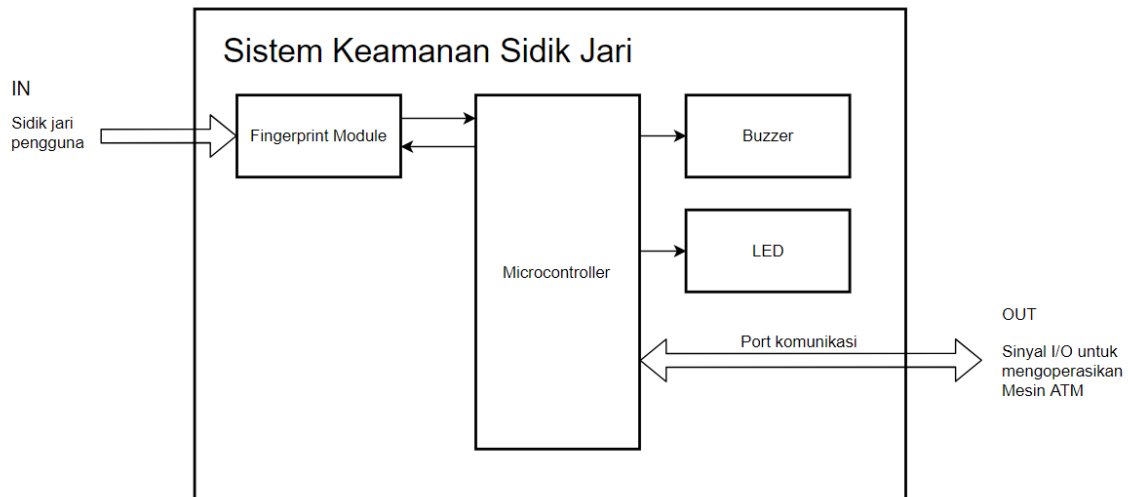 Sistem Keamanan Sidik Jari
IN
Sidik jari
pengguna
Fingerprint Module
Microcontroller
Buzzer
LED
Port komunikasi
OUT
Sinyal I/O untuk
mengoperasikan
Mesin ATM